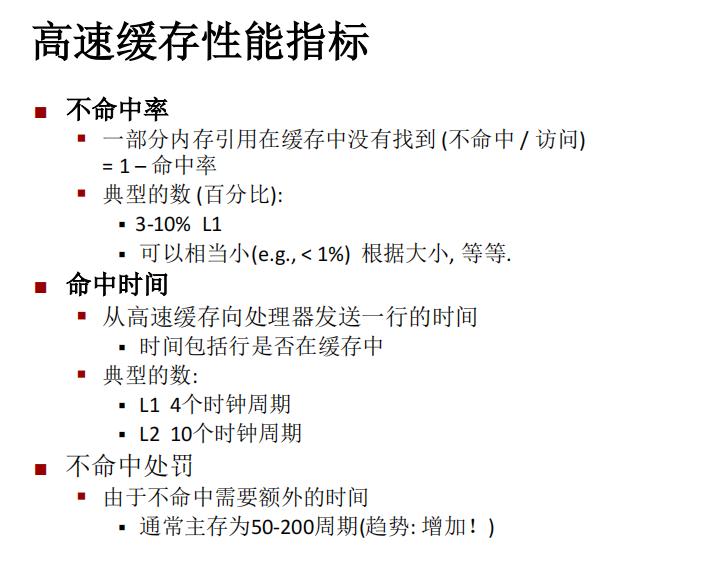 高速缓存性能指标
不命中率
一部分内存引用在缓存中没有找到 (不命中 / 访问)
= 1 – 命中率
典型的数 (百分比):
3-10% L1
可以相当小(e.g., < 1%) 根据大小, 等等.
命中时间
从高速缓存向处理器发送一行的时间
时间包括行是否在缓存中
典型的数:
L1 4个时钟周期
L2 10个时钟周期
不命中处罚
由于不命中需要额外的时间
通常主存为50-200周期(趋势: 增加！)